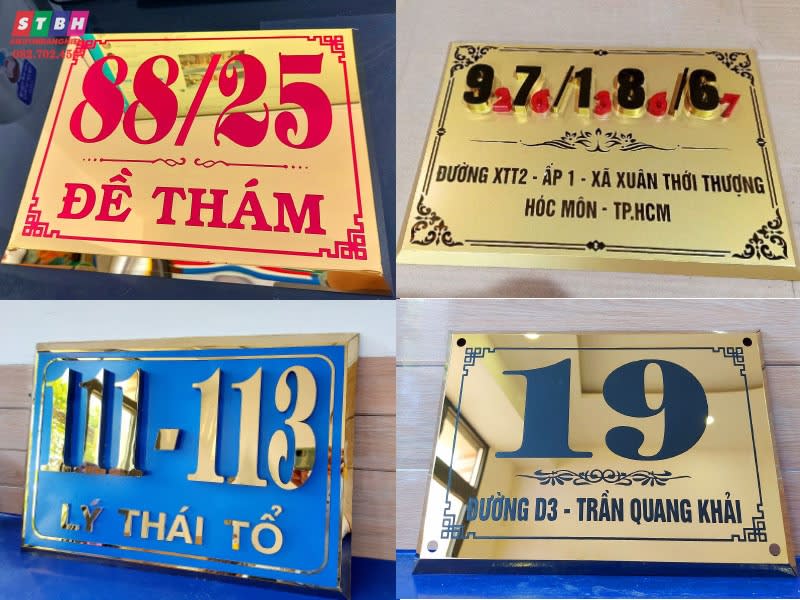 STBH
88/25
ĐỀ THÁM
97/186/6
ĐƯỜNG XTT2 - ẤP 1 - XÃ XUÂN THỚI THƯỢNG
HÓC MÔN - TP.HCM
111-113
LÝ THÁI TỔ
19
ĐƯỜNG D3 - TRẦN QUANG KHẢI